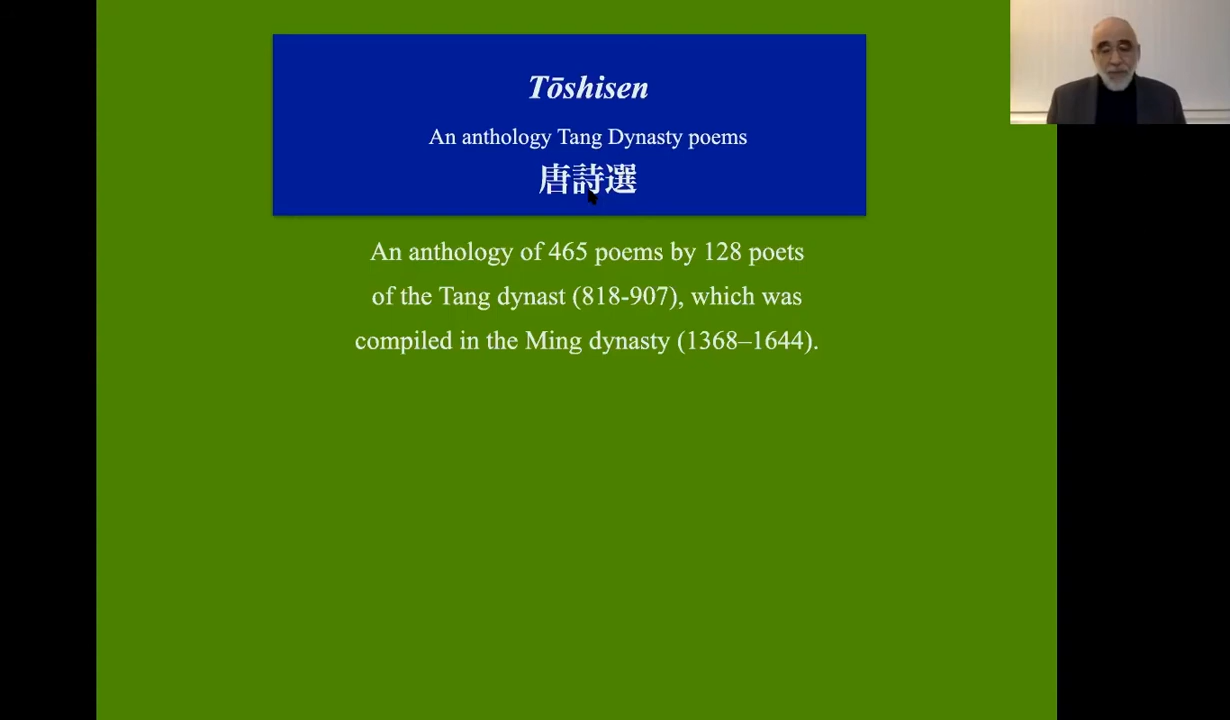 Tōshisen
An anthology Tang Dynasty poems
唐詩選
An anthology of 465 poems by 128 poets
of the Tang dynast (818-907), which was
compiled in the Ming dynasty (1368–1644).